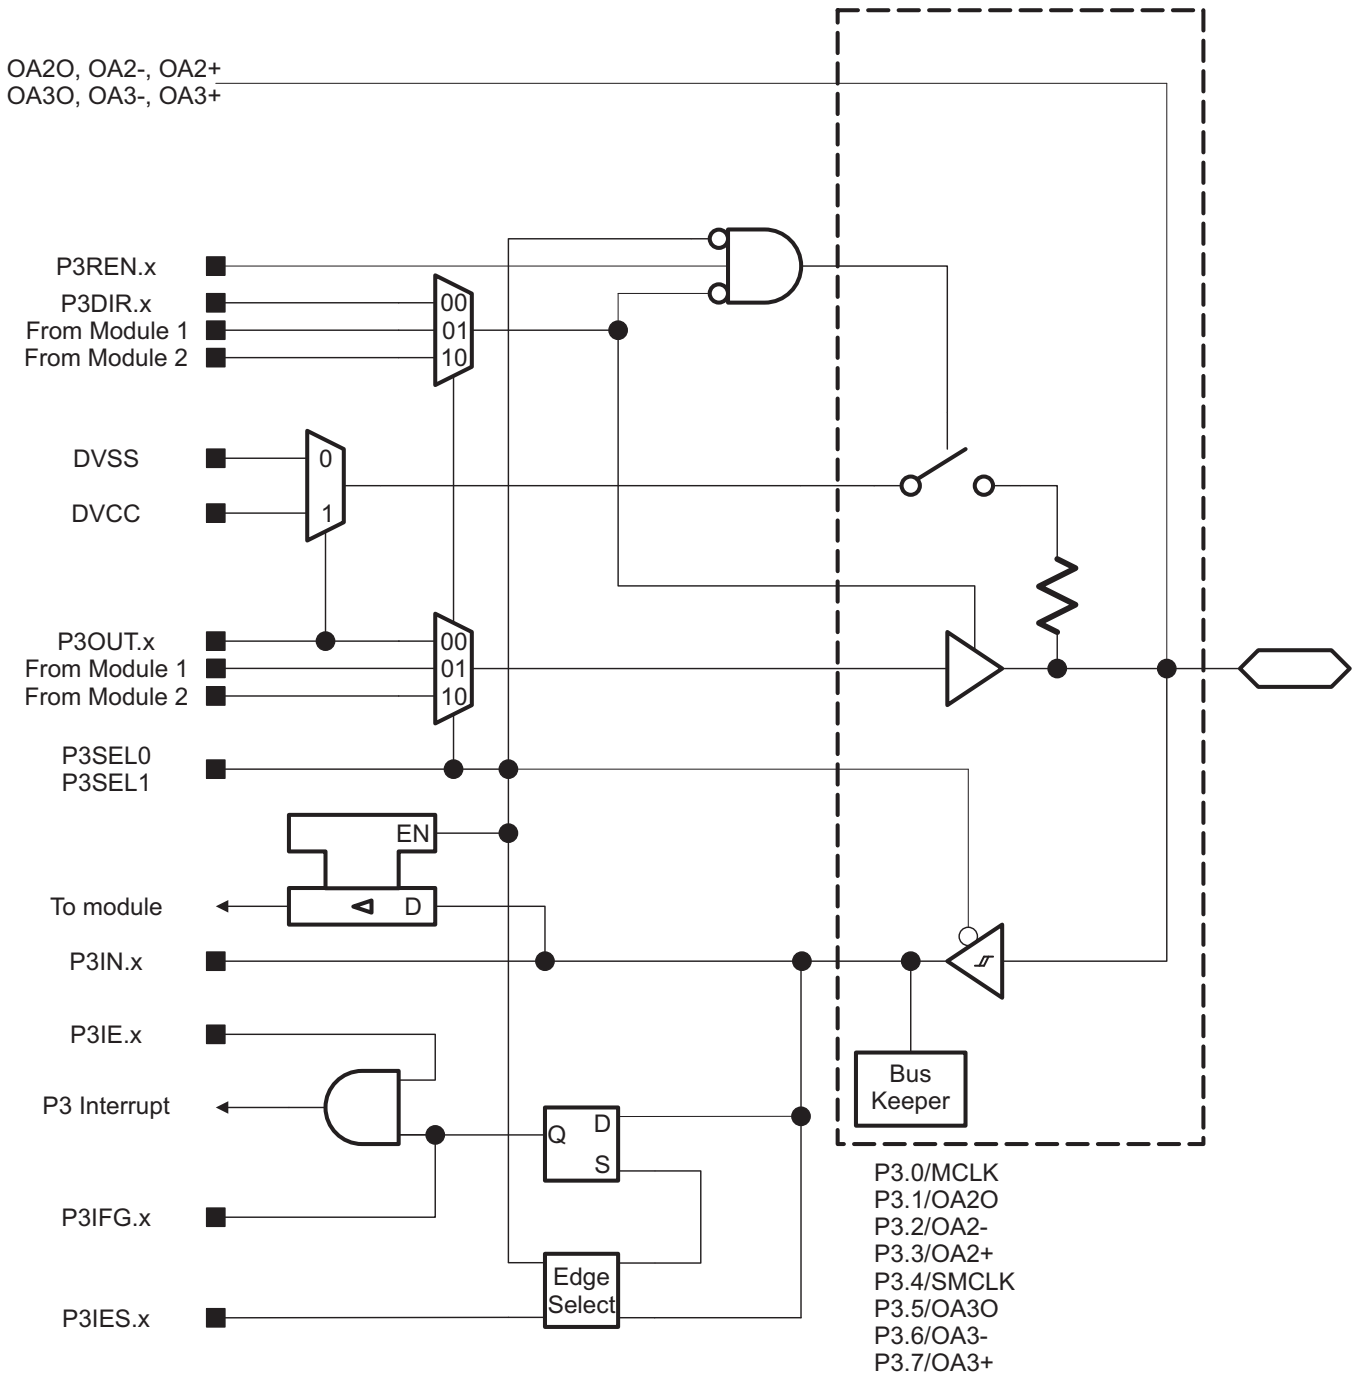 OA2O, OA2-, OA2+
OA3O, OA3-, OA3+
P3REN.x
P3DIR.x
From Module 1
From Module 2
00
01
10
DVSS
DVCC
0
1
P3OUT.x
From Module 1
From Module 2
00
01
10
P3SEL0
P3SEL1
EN
To module
D
P3IN.x
P3IE.x
Bus
Keeper
P3 Interrupt
Q
D
S
P3IFG.x
Edge
Select
P3IES.x
P3.0/MCLK
P3.1/OA2O
P3.2/OA2-
P3.3/OA2+
P3.4/SMCLK
P3.5/OA3O
P3.6/OA3-
P3.7/OA3+